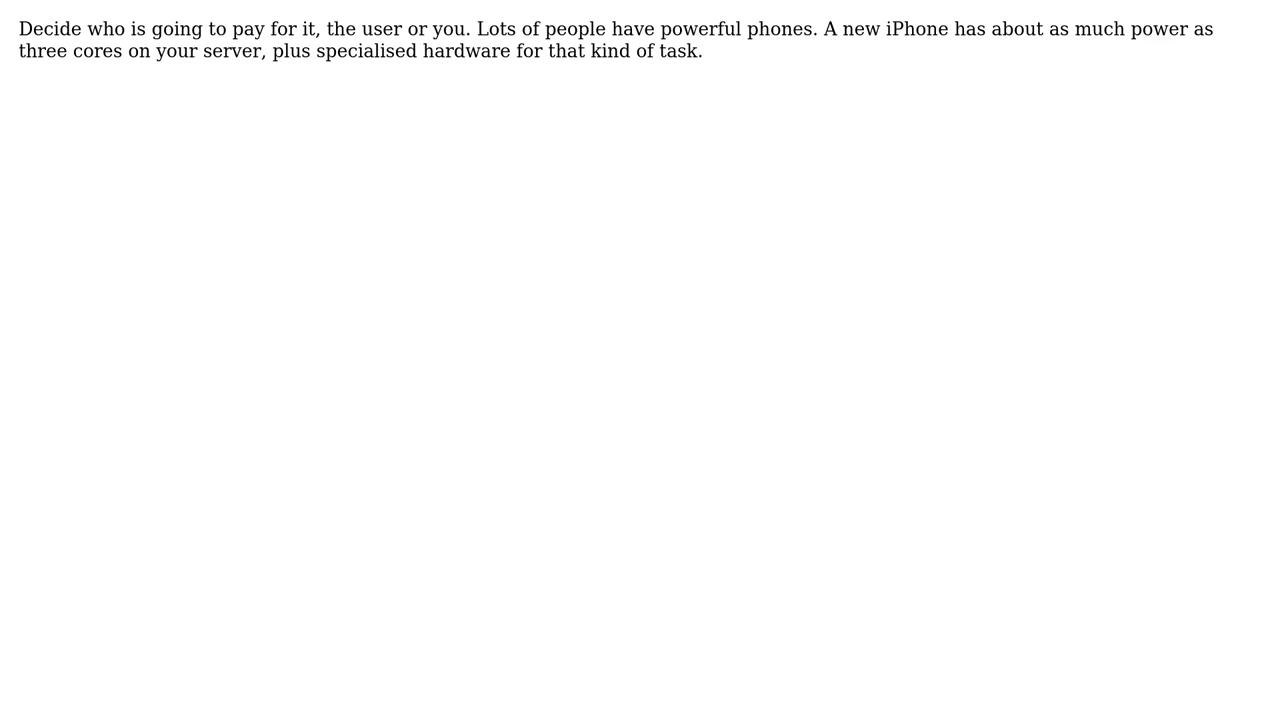 Decide who is going to pay for it, the user or you. Lots of people have powerful phones. A new iPhone has about as much power as
three cores on your server, plus specialised hardware for that kind of task.